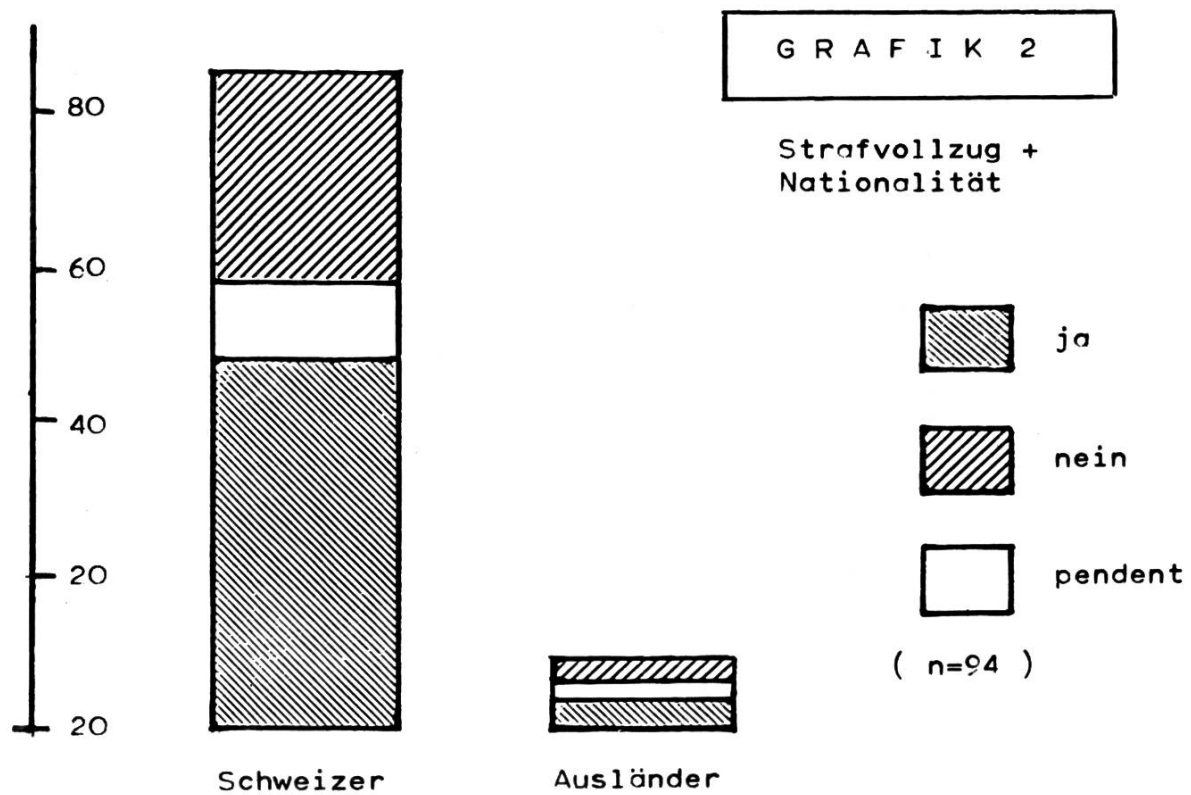 GRAFIK 2
Strafvollzug +
Nationalität
80
60
40
20
20
ja
nein
pendent
( n=94 )
Schweizer
Ausländer